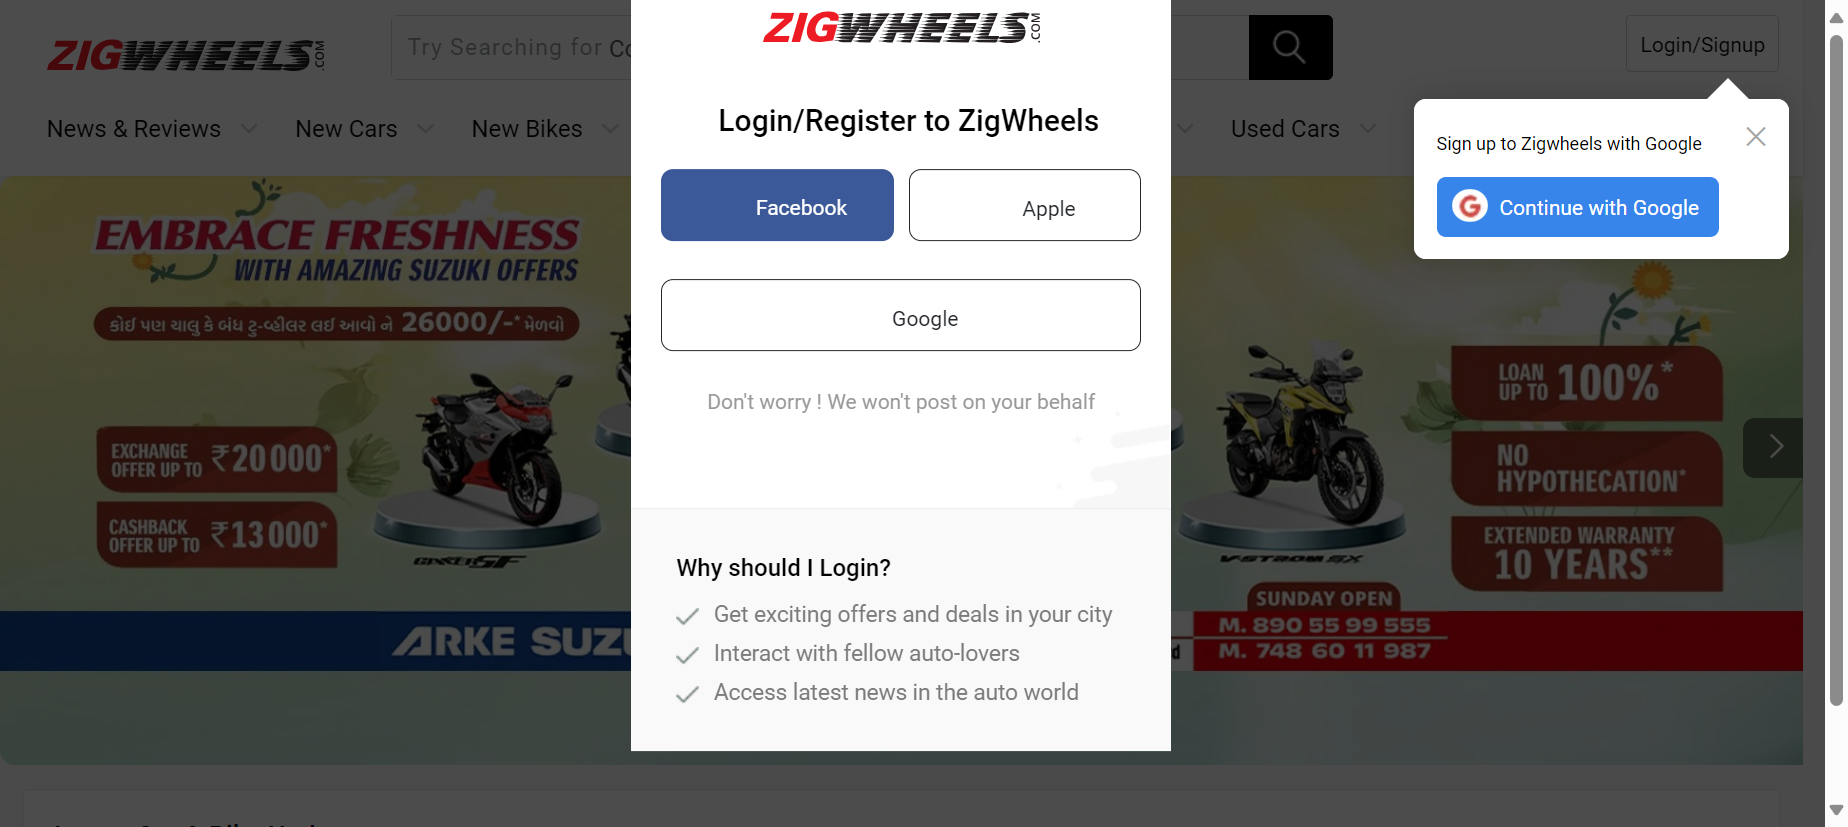 ZIGWHEELS.COM
Try Searching for Co
Login/Signup
News & Reviews
New Cars
New Bikes
Used Cars
ZIGWHEELS.COM
Login/Register to ZigWheels
Facebook
Apple
Google
Don't worry ! We won't post on your behalf
Why should I Login?
Get exciting offers and deals in your city
Interact with fellow auto-lovers
Access latest news in the auto world
Sign up to Zigwheels with Google
Continue with Google
EMBRACE FRESHNESS
WITH AMAZING SUZUKI OFFERS
કોઈ પણ ચાલુ કે બંધ ટુ-વ્હીલર લઈ આવો ને 26000/-* મેળવો
EXCHANGE
OFFER UP TO ₹20000*
CASHBACK
OFFER UP TO ₹13000*
GIXXER SF
LOAN
UP TO 100%*
NO
HYPOTHECATION*
EXTENDED WARRANTY
10 YEARS**
V-STROM SX
SUNDAY OPEN
ARKE SUZU
M. 890 55 99 555
M. 748 60 11 987